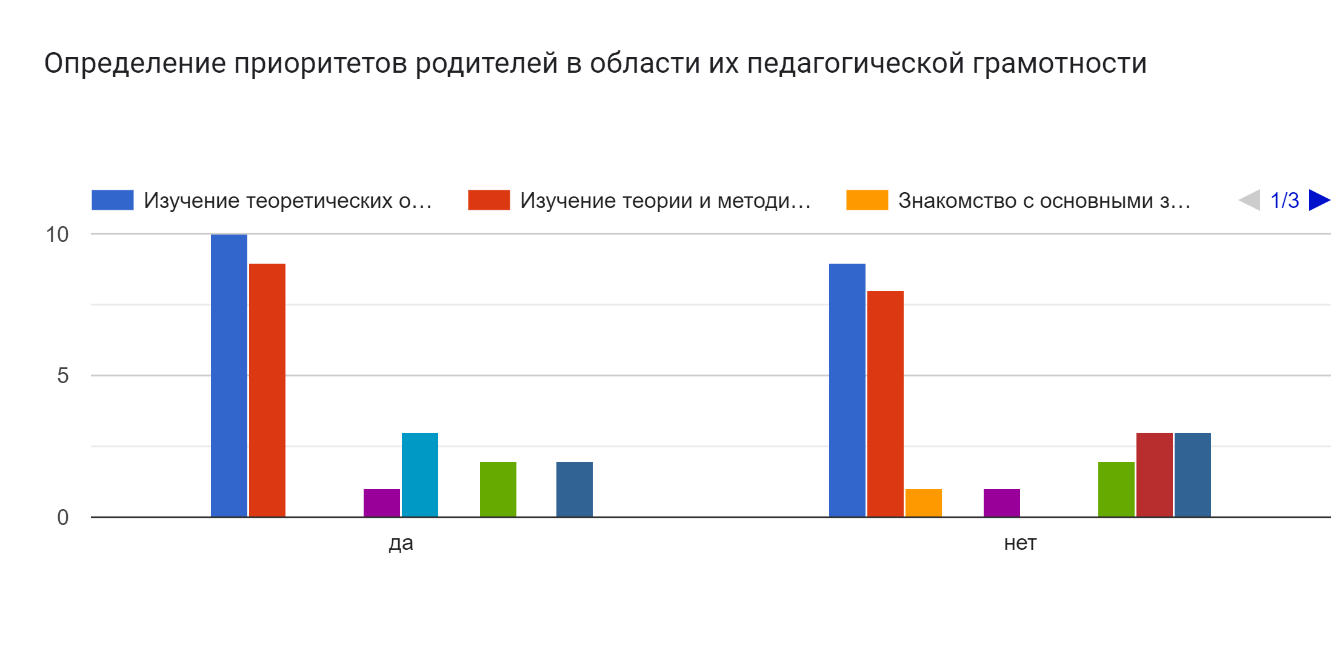 Определение приоритетов родителей в области их педагогической грамотности
Изучение теоретических о… Изучение теории и методи… Знакомство с основными з… 1/3
10
5
0
да нет